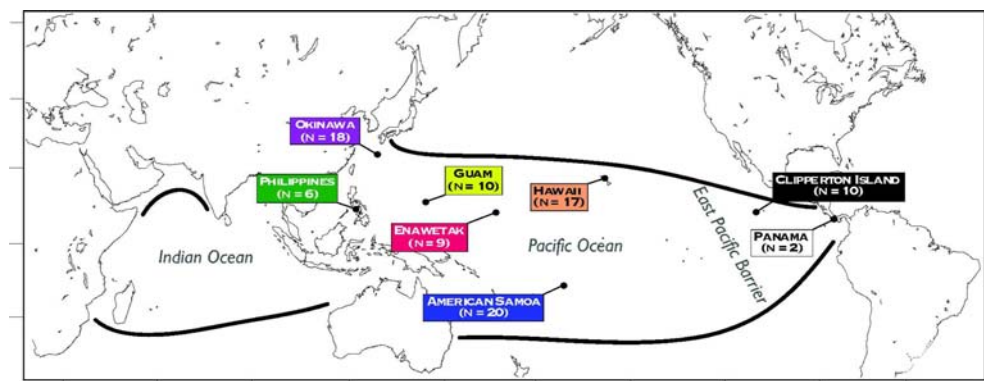 OKINAWA
(N = 18)
PHILIPPINES
(N = 6)
GUAM
(N = 10)
HAWAII
(N = 17)
CLIPPERTON ISLAND
(N = 10)
ENAWETAK
(N = 9)
PANAMA
(N = 2)
Indian Ocean
Pacific Ocean
East Pacific Barrier
AMERICAN SAMOA
(N = 20)